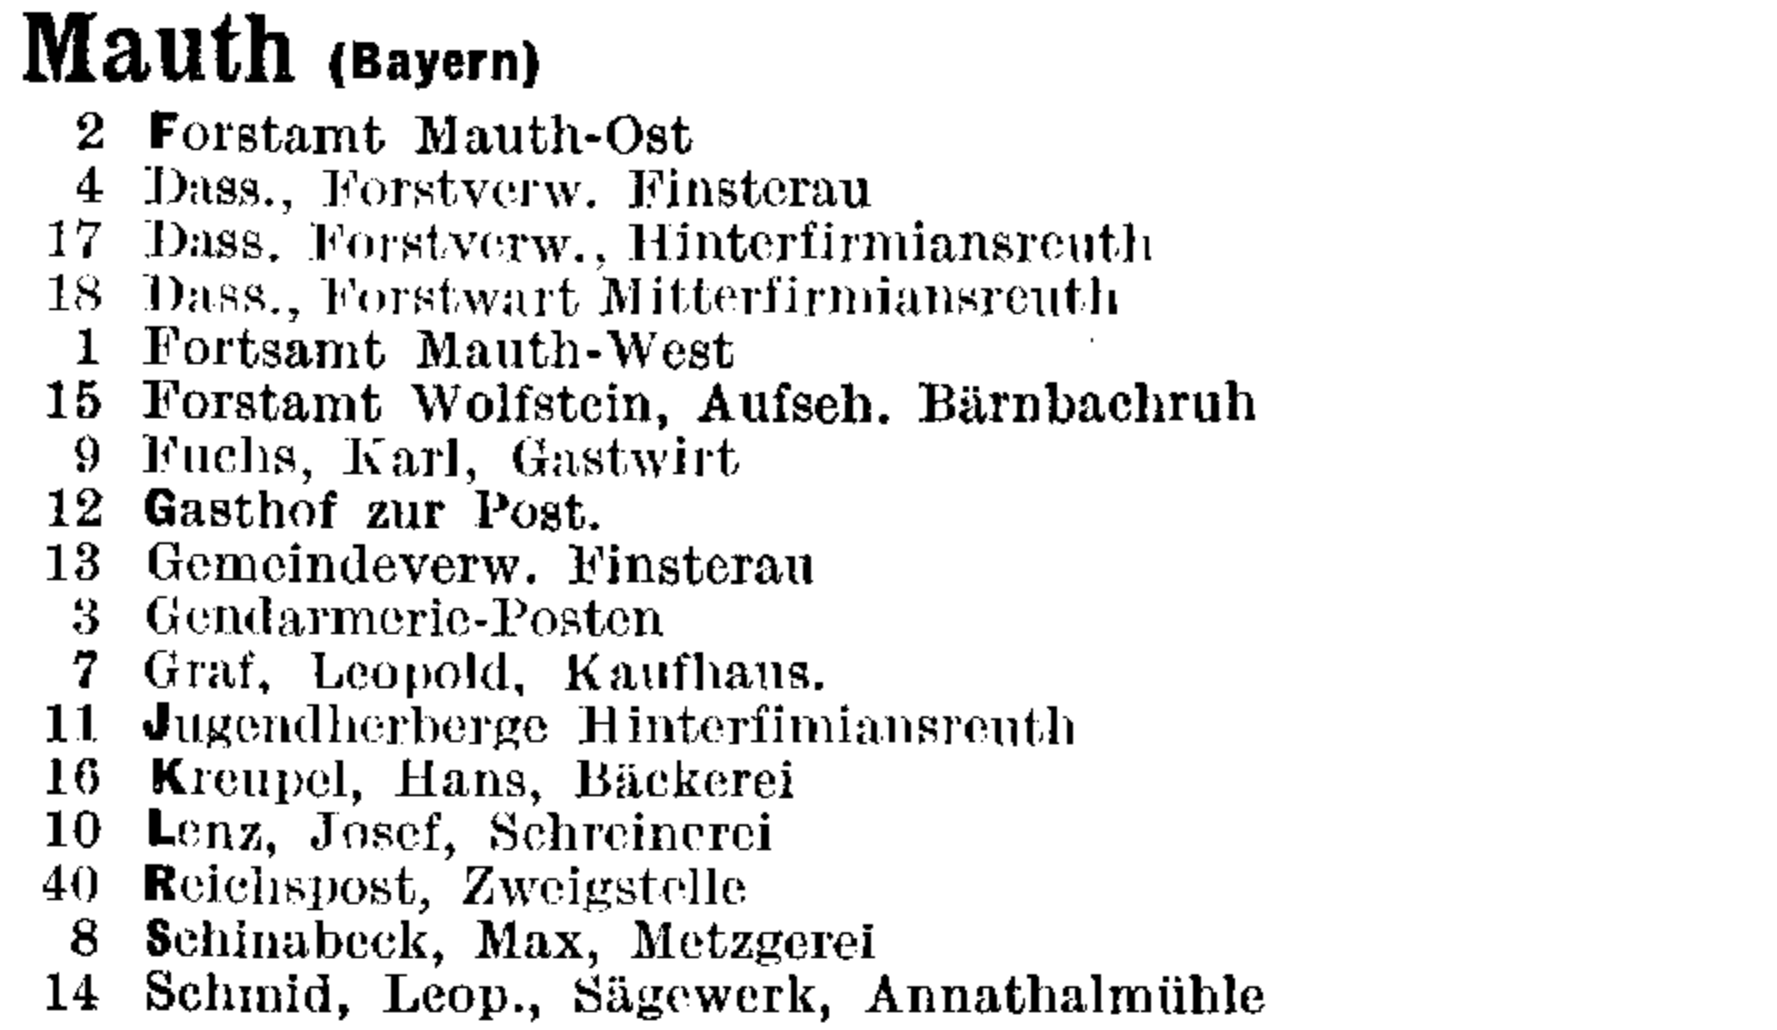 Mauth (Bayern)
2 Forstamt Mauth-Ost
4 Dass., Forstverw. Finsterau
17 Dass. Forstverw., Hinterfirmiansreuth
18 Dass., Forstwart Mitterfirmiansreuth
1 Fortsamt Mauth-West
15 Forstamt Wolfstein, Aufseh. Bärnbachruh
9 Fuchs, Karl, Gastwirt
12 Gasthof zur Post.
13 Gemeindeverw. Finsterau
3 Gendarmerie-Posten
7 Graf, Leopold, Kaufhaus.
11 Jugendherberge Hinterfimiansreuth
16 Kreupel, Hans, Bäckerei
10 Lenz, Josef, Schreinerei
40 Reichspost, Zweigstelle
8 Schinabeck, Max, Metzgerei
14 Schmid, Leop., Sägewerk, Annathalmühle